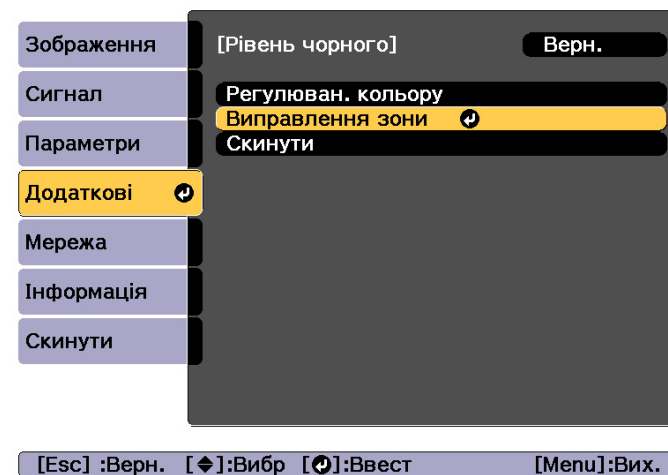 Зображення
Сигнал
Параметри
Додаткові
Мережа
Інформація
Скинути
[Рівень чорного] Верн.
Регулюван. кольору
Виправлення зони
Скинути
[Esc] :Верн. [◆]:Вибр [↵]:Ввест [Menu]:Вих.